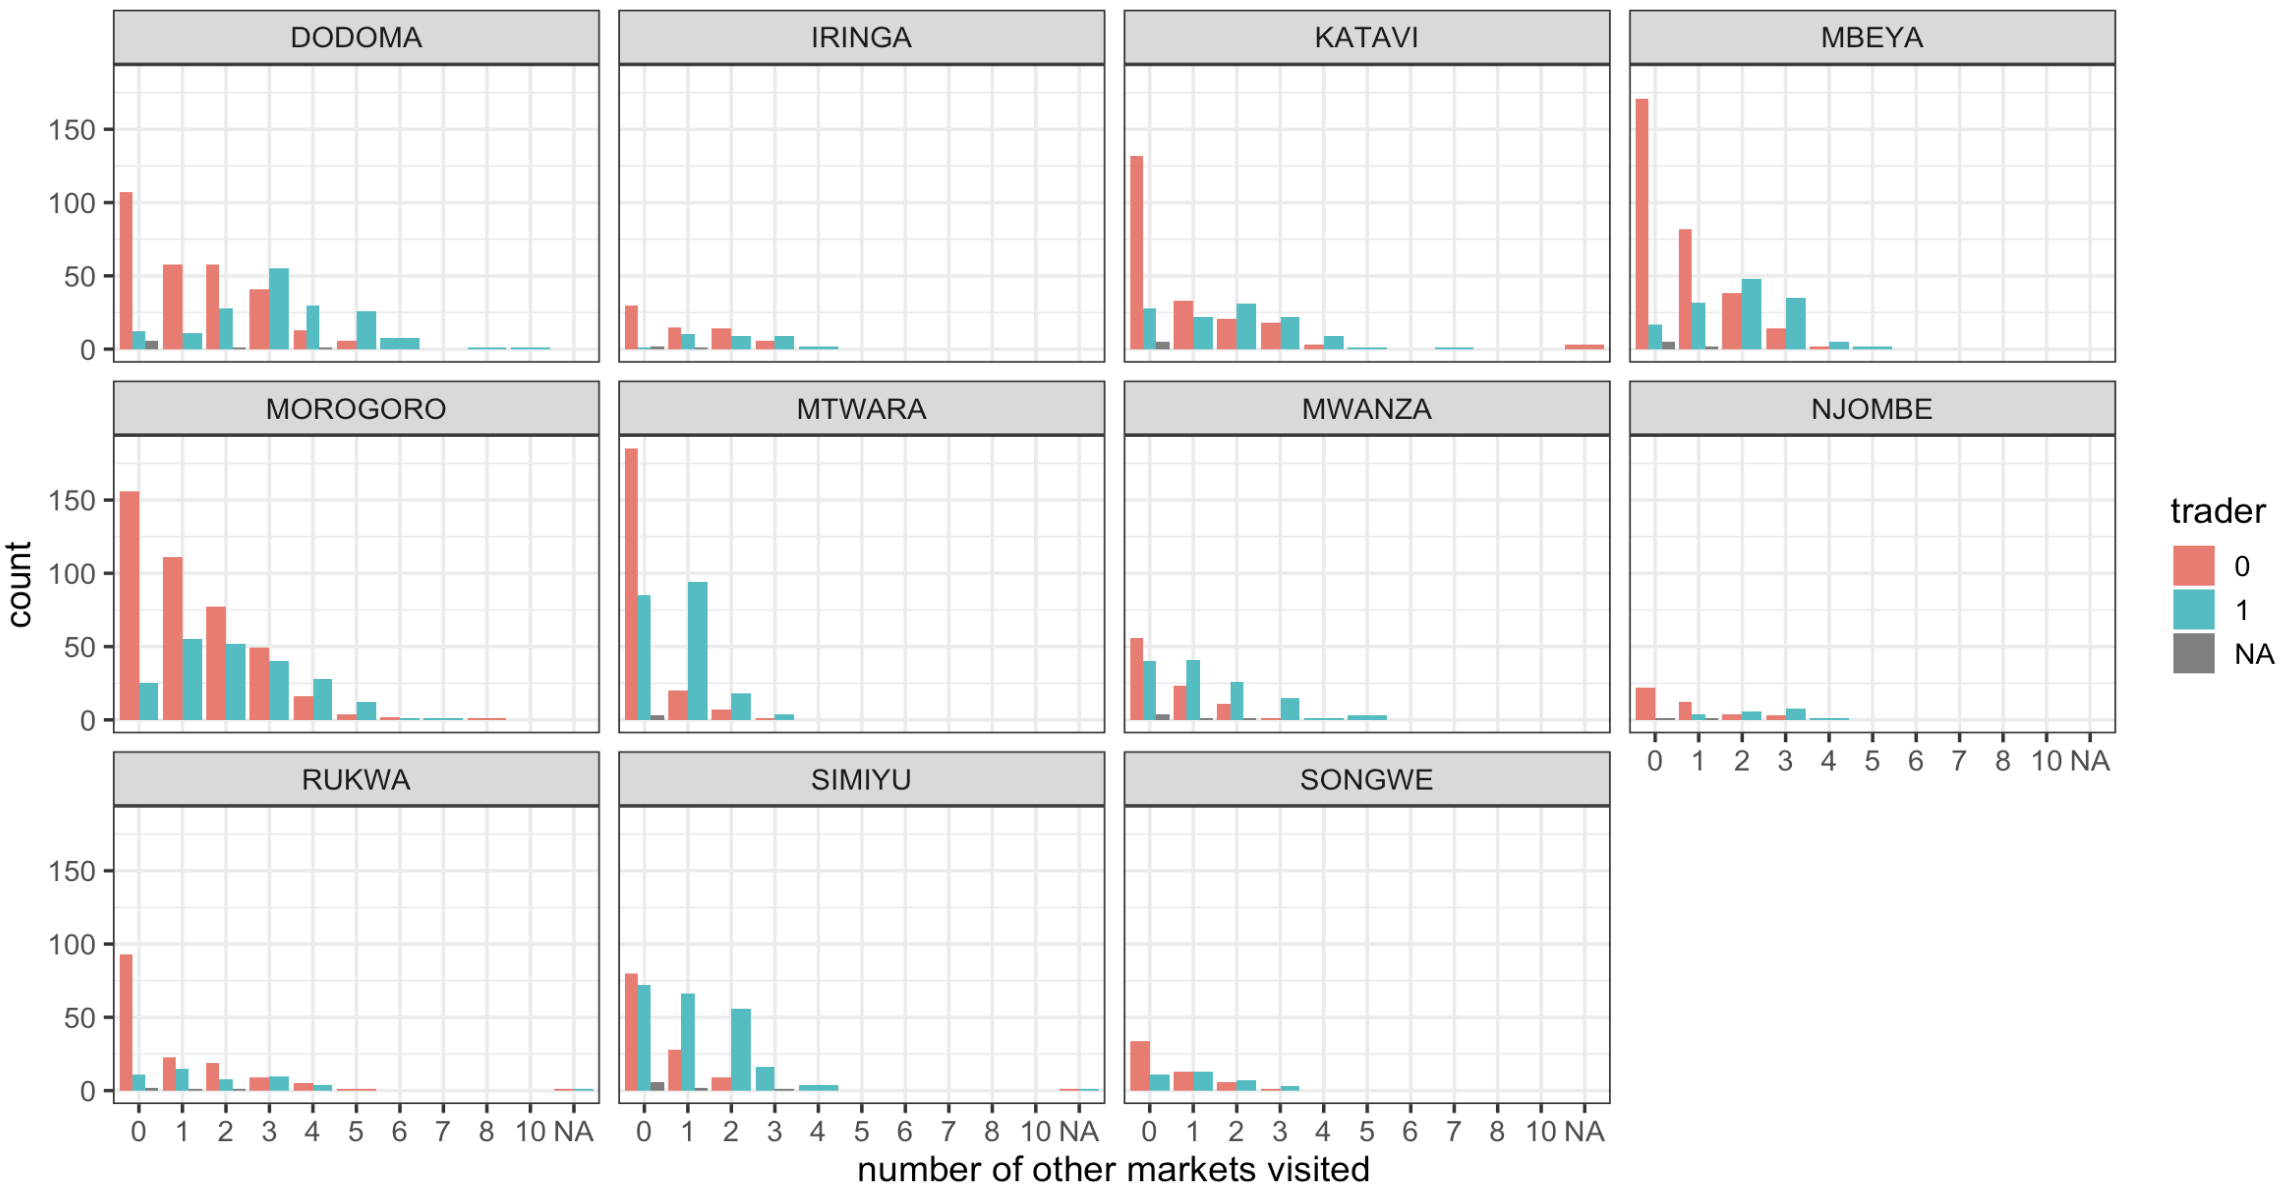 DODOMA
IRINGA
KATAVI
MBEYA
150
100
50
0
MOROGORO
MTWARA
MWANZA
NJOMBE
150
100
50
0
0 1 2 3 4 5 6 7 8 10 NA
RUKWA
SIMIYU
SONGWE
150
100
50
0
0 1 2 3 4 5 6 7 8 10 NA
0 1 2 3 4 5 6 7 8 10 NA
0 1 2 3 4 5 6 7 8 10 NA
number of other markets visited
count
trader
0
1
NA